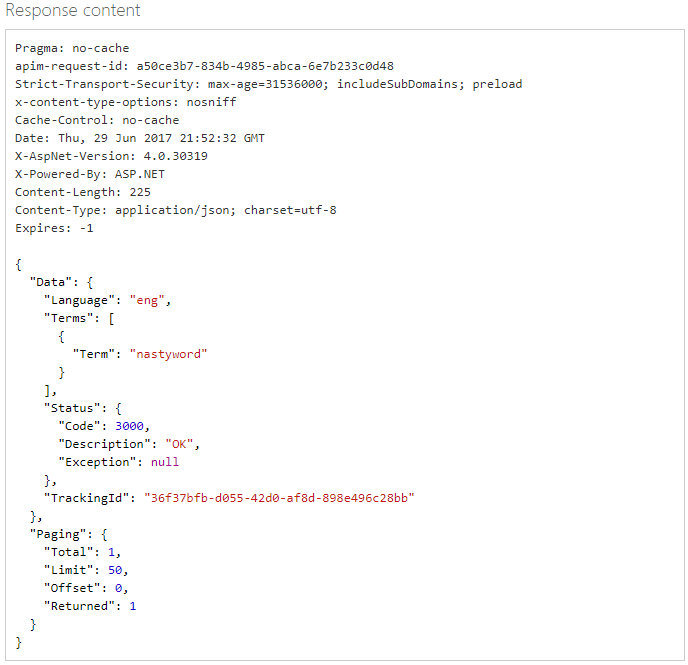 Response content
Pragma: no-cache
apim-request-id: a50ce3b7-834b-4985-abca-6e7b233c0d48
Strict-Transport-Security: max-age=31536000; includeSubDomains; preload
x-content-type-options: nosniff
Cache-Control: no-cache
Date: Thu, 29 Jun 2017 21:52:32 GMT
X-AspNet-Version: 4.0.30319
X-Powered-By: ASP.NET
Content-Length: 225
Content-Type: application/json; charset=utf-8
Expires: -1
{
  "Data": {
    "Language": "eng",
    "Terms": [
      {
        "Term": "nastyword"
      }
    ],
    "Status": {
      "Code": 3000,
      "Description": "OK",
      "Exception": null
    },
    "TrackingId": "36f37bfb-d055-42d0-af8d-898e496c28bb"
  },
  "Paging": {
    "Total": 1,
    "Limit": 50,
    "Offset": 0,
    "Returned": 1
  }
}